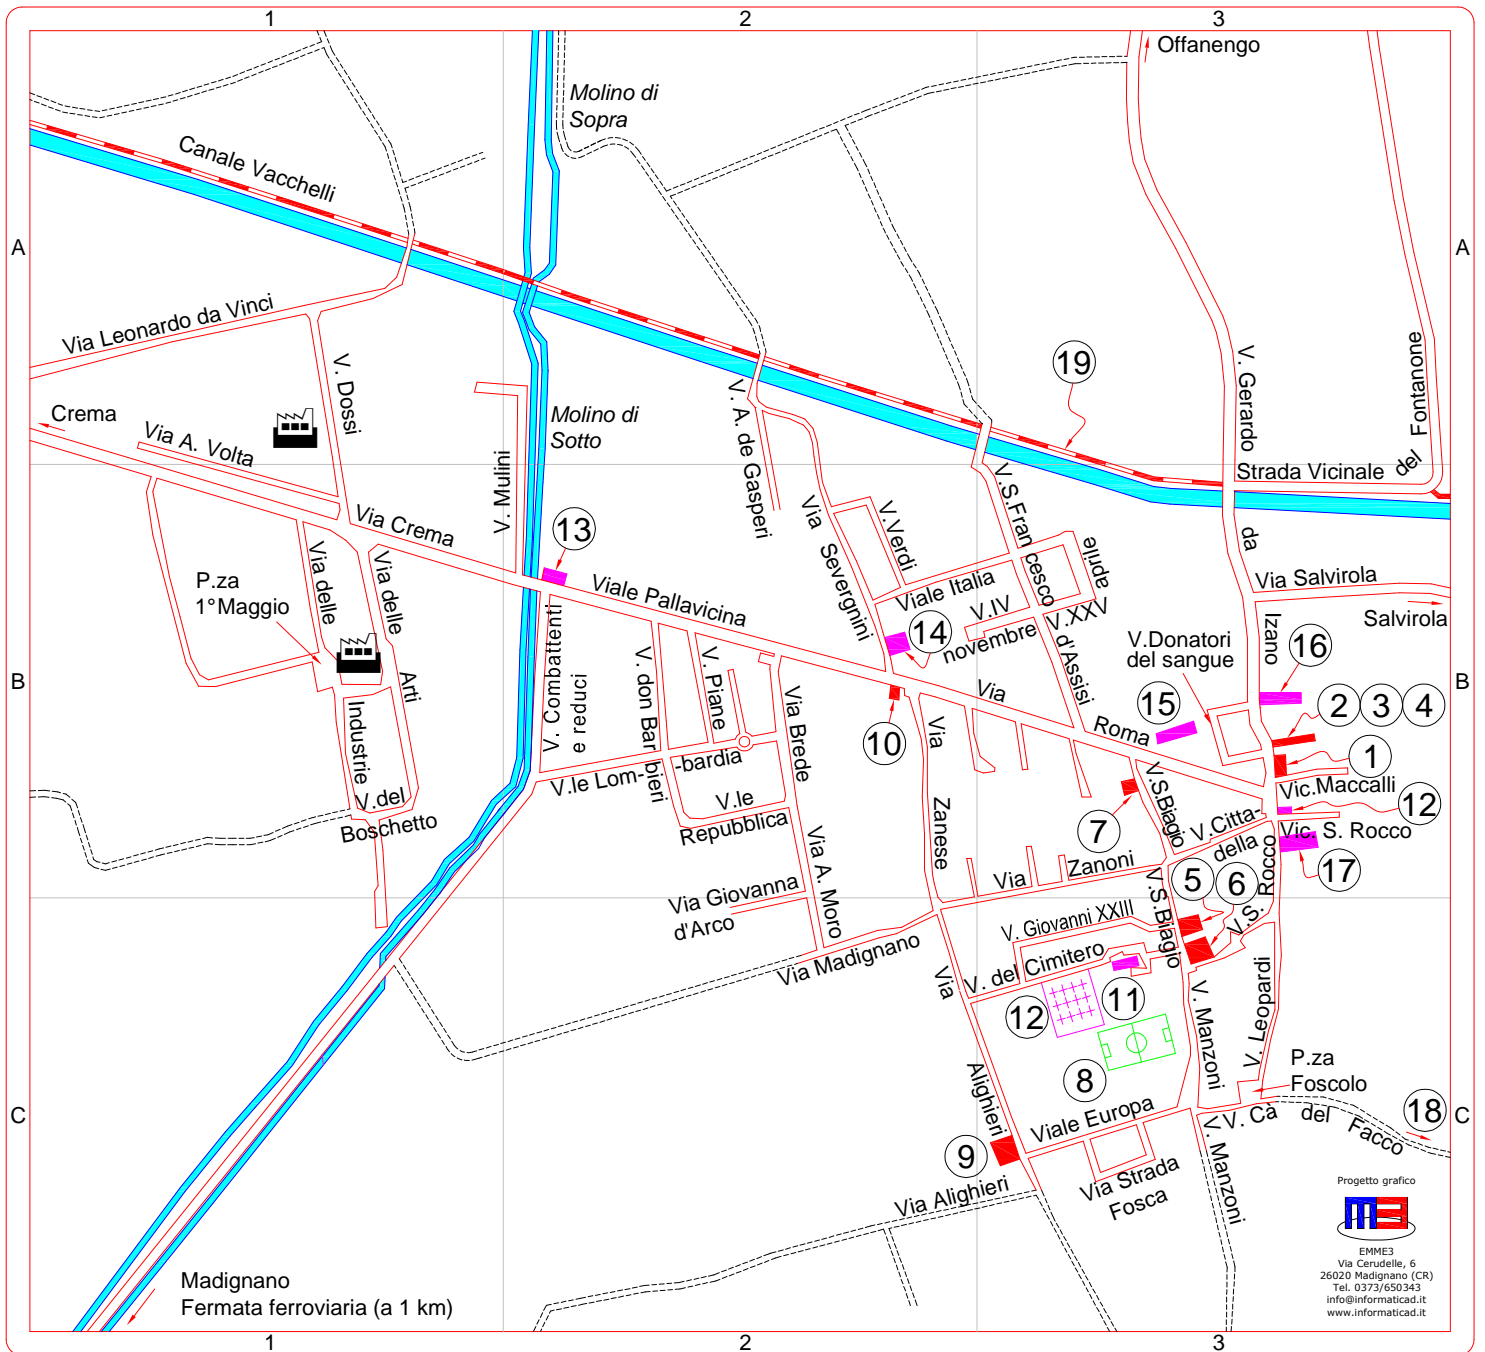 1
2
3
Offanengo
Molino di
Sopra
Canale Vacchelli
A
A
Via Leonardo da Vinci
V. Dossi
Crema
Via A. Volta
Molino di
Sotto
V. A. de Gasperi
19
V. Gerardo
da
Izano
Strada Vicinale
del
Fontanone
V. Mulini
Via Crema
13
Via
Severgnini
V.Verdi
V.S.Francesco
d'Assisi
Viale Italia
V.IV
novembre
V.XXV
aprile
Via Salvirola
Salvirola
P.za
1°Maggio
Via delle
Industrie
Via delle
Arti
Viale Pallavicina
V. Combattenti
e reduci
V. don Bar-
bieri
V. Piane
Via Brede
14
V.Donatori
del sangue
16
B
B
15
2
3
4
Via
Roma
10
1
Via
Zanese
V.le Lom-
-bardia
V.le
Repubblica
Vic.Maccalli
12
V.S.Biagio
7
V.Citta-
della
Vic. S. Rocco
17
V.del
Boschetto
Via A. Moro
Via
Zanoni
5
6
V.S.
Rocco
Via Giovanna
d'Arco
V. Giovanni XXIII
V.S.Biagio
Via Madignano
V. del Cimitero
Via
Alighieri
12
11
V. Manzoni
V. Leopardi
8
P.za
Foscolo
C
C
Viale Europa
V. Cà
del
Facco
18
9
Via Strada
Fosca
V. Manzoni
Via Alighieri
Progetto grafico
M3
EMME3
Via Cerudelle, 6
26020 Madignano (CR)
Tel. 0373/650343
info@informaticad.it
www.informaticad.it
Madignano
Fermata ferroviaria (a 1 km)
1
2
3